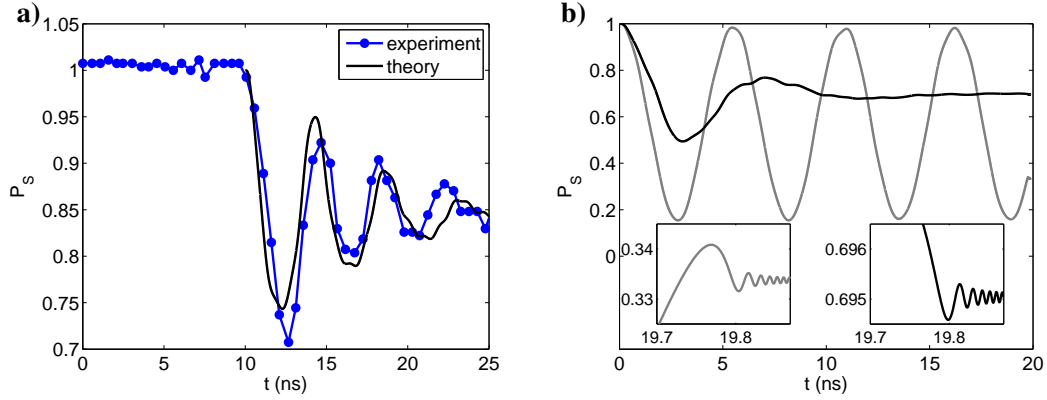 a)
1.05
1
0.95
0.9
0.85
0.8
0.75
0.7
P_S
0 5 10 15 20 25
t (ns)
experiment
theory
b)
1
0.8
0.6
0.4
0.2
0
P_S
0 5 10 15 20
t (ns)
0.34
0.33
19.7 19.8
0.696
0.695
19.7 19.8